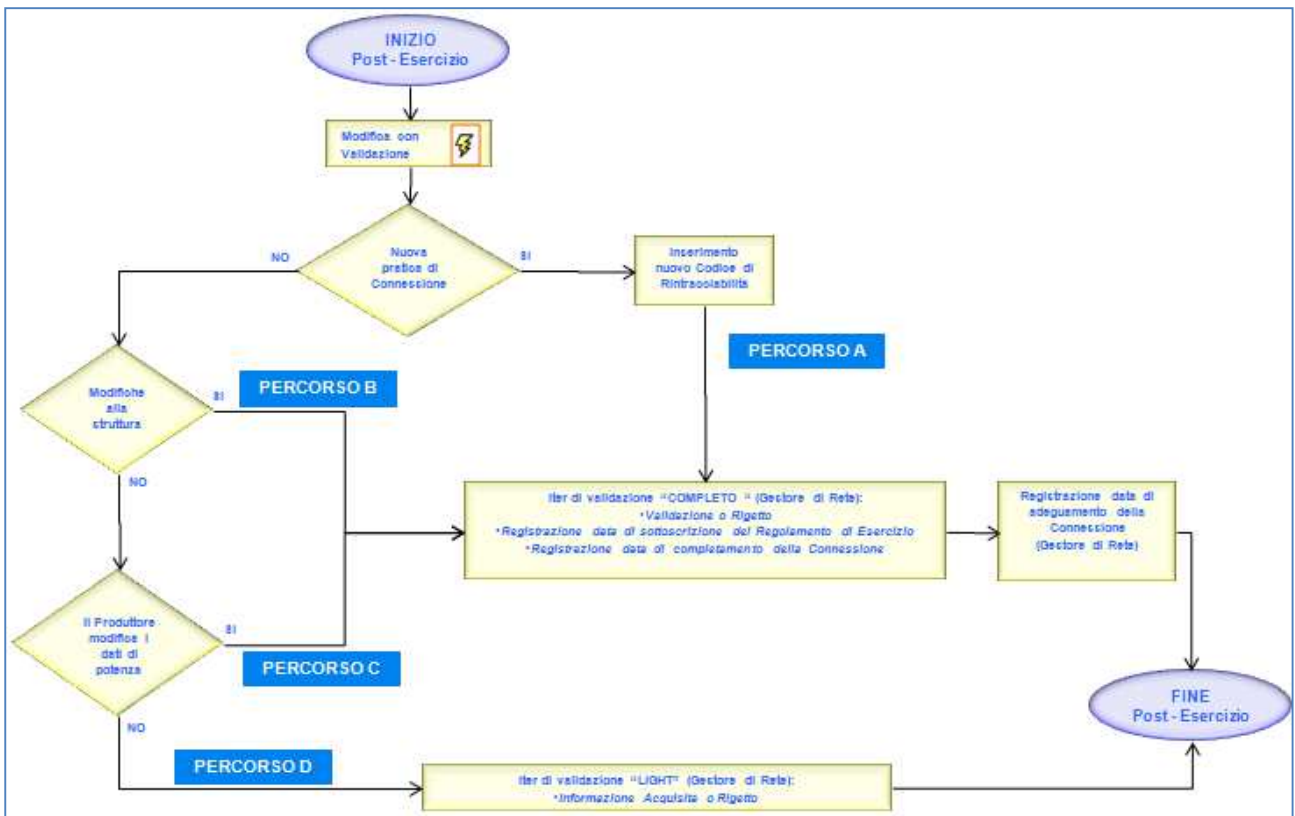 INIZIO
Post - Esercizio
Modifica con
Validazione
Nuova
pratica di
Connessione
NO
SI
Inserimento
nuovo Codice di
Rintracciabilità
PERCORSO A
Modifiche
alla
struttura
SI
PERCORSO B
NO
Iter di validazione "COMPLETO " (Gestore di Rete):
•Validazione o Rigetto
•Registrazione data di sottoscrizione del Regolamento di Esercizio
•Registrazione data di completamento della Connessione
Registrazione data di
adeguamento della
Connessione
(Gestore di Rete)
Il Produttore
modifica i
dati di
potenza
SI
PERCORSO C
NO
FINE
Post - Esercizio
PERCORSO D
Iter di validazione "LIGHT" (Gestore di Rete):
•Informazione Acquisita o Rigetto